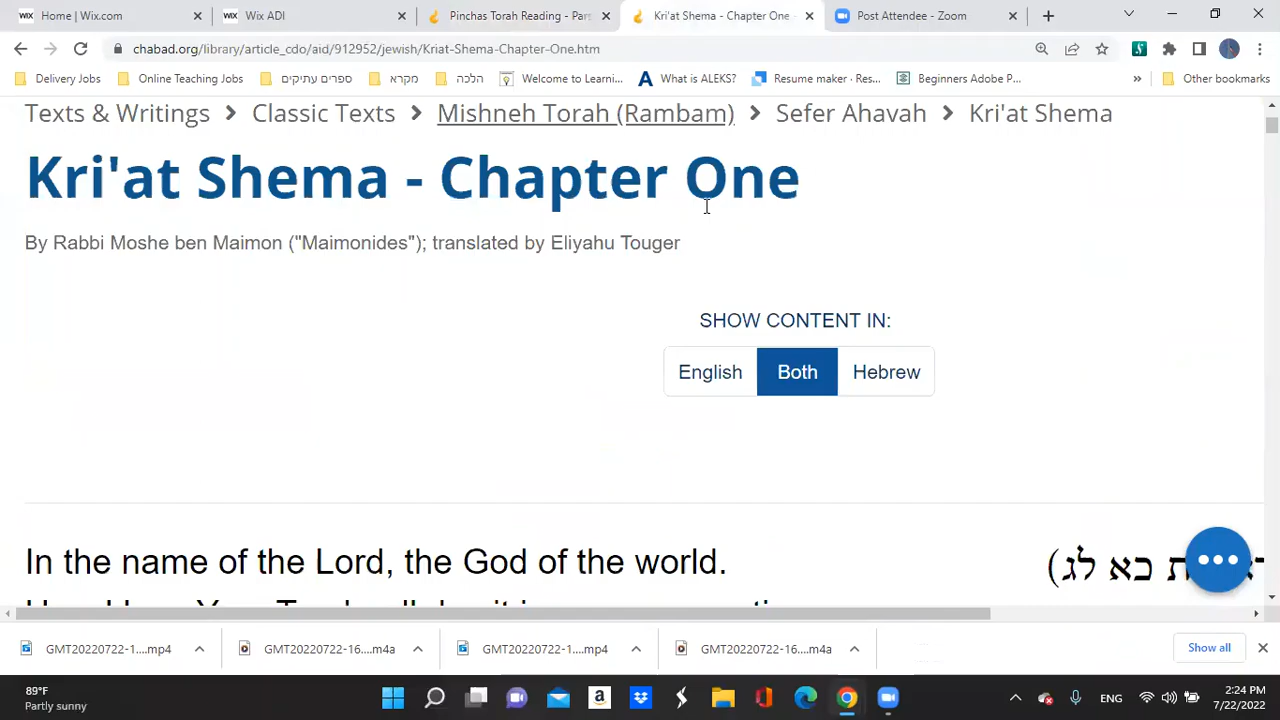 Home | Wix.com
Wix ADI
Pinchas Torah Reading - Par
Kri'at Shema - Chapter One -
Post Attendee - Zoom
chabad.org/library/article_cdo/aid/912952/jewish/Kriat-Shema-Chapter-One.htm
Delivery Jobs
Online Teaching Jobs
ספרים עתיקים
מקרא
הלכה
Welcome to Learni...
What is ALEKS?
Resume maker · Res...
Beginners Adobe P...
»
Other bookmarks
Texts & Writings > Classic Texts > Mishneh Torah (Rambam) > Sefer Ahavah > Kri'at Shema
Kri'at Shema - Chapter One
By Rabbi Moshe ben Maimon ("Maimonides"); translated by Eliyahu Touger
SHOW CONTENT IN:
English Both Hebrew
In the name of the Lord, the God of the world.
כא לג)
GMT20220722-1....mp4
GMT20220722-16....m4a
GMT20220722-1....mp4
GMT20220722-16....m4a
Show all
89°F
Partly sunny
ENG
2:24 PM
7/22/2022